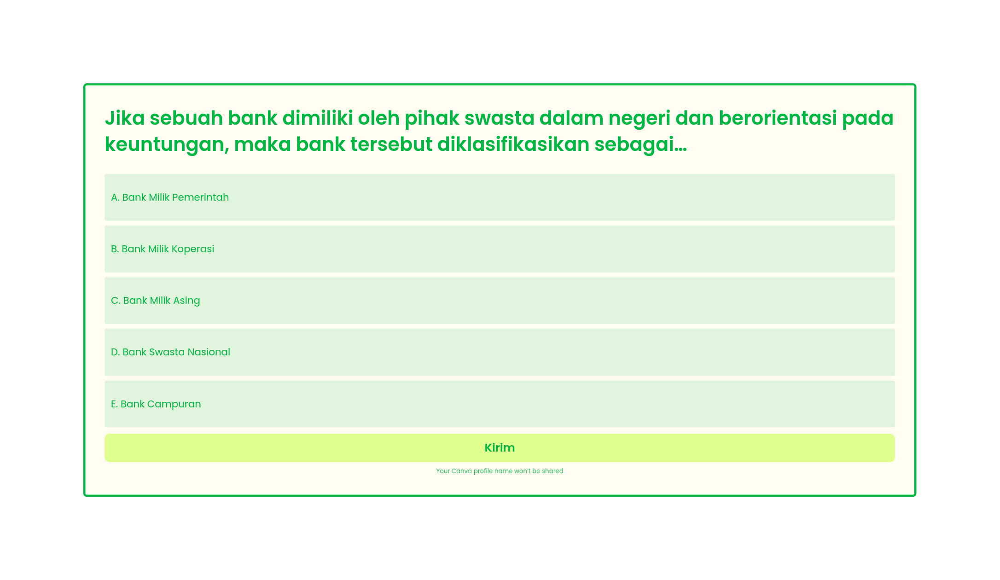 Jika sebuah bank dimiliki oleh pihak swasta dalam negeri dan berorientasi pada
keuntungan, maka bank tersebut diklasifikasikan sebagai...
A. Bank Milik Pemerintah
B. Bank Milik Koperasi
C. Bank Milik Asing
D. Bank Swasta Nasional
E. Bank Campuran
Kirim
Your Canva profile name won't be shared